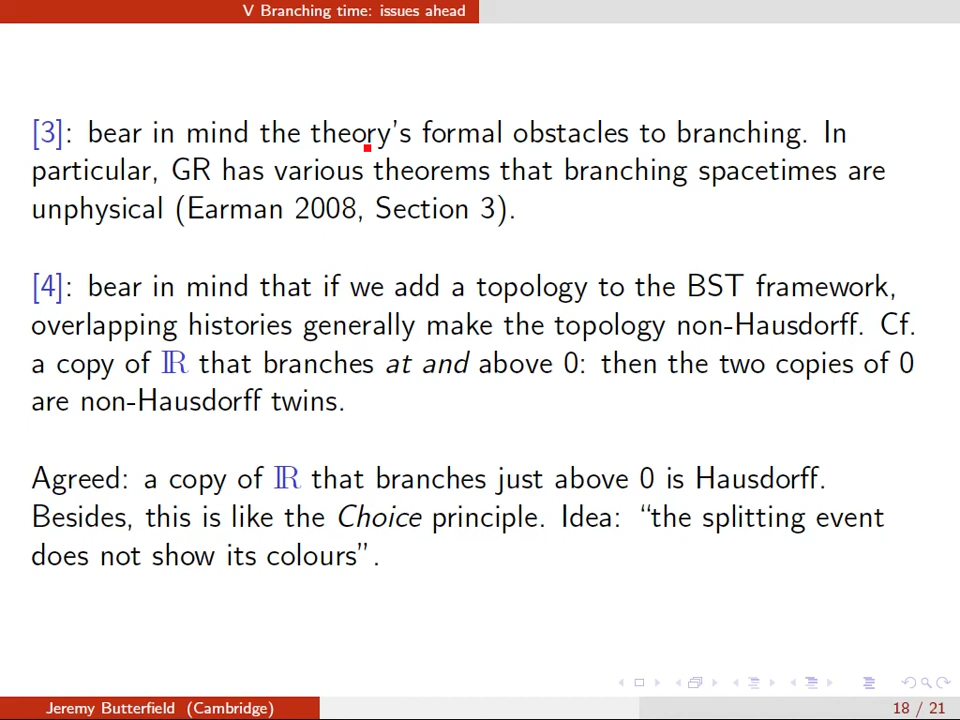 V Branching time: issues ahead
[3]: bear in mind the theory's formal obstacles to branching. In
particular, GR has various theorems that branching spacetimes are
unphysical (Earman 2008, Section 3).
[4]: bear in mind that if we add a topology to the BST framework,
overlapping histories generally make the topology non-Hausdorff. Cf.
a copy of ℝ that branches at and above 0: then the two copies of 0
are non-Hausdorff twins.
Agreed: a copy of ℝ that branches just above 0 is Hausdorff.
Besides, this is like the Choice principle. Idea: “the splitting event
does not show its colours”.
Jeremy Butterfield (Cambridge)
18 / 21